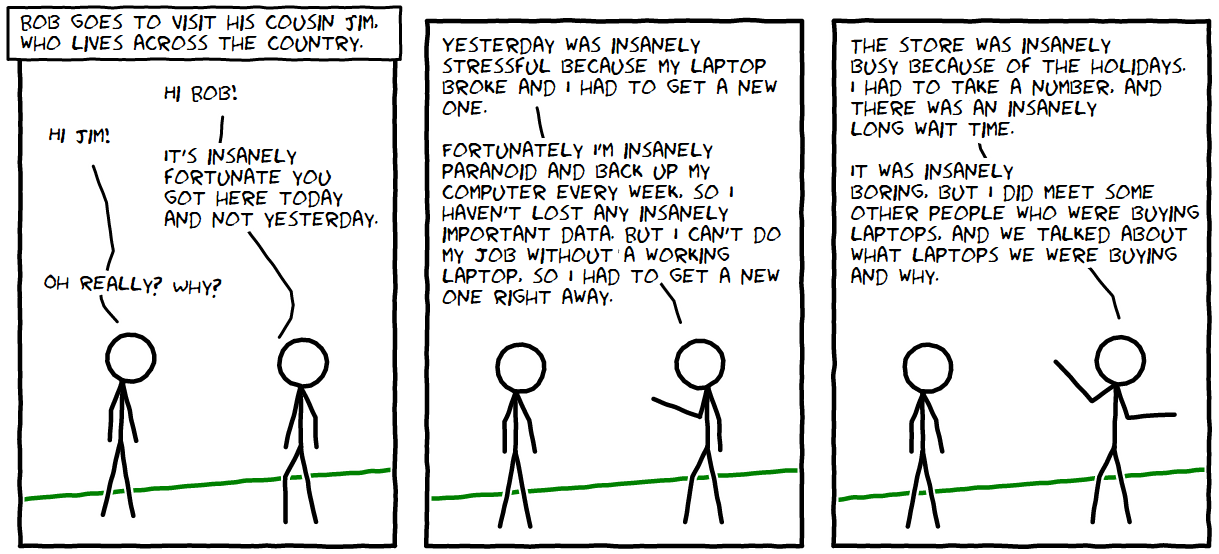 BOB GOES TO VISIT HIS COUSIN JIM,
WHO LIVES ACROSS THE COUNTRY.
HI BOB!
HI JIM!
IT'S INSANELY
FORTUNATE YOU
GOT HERE TODAY
AND NOT YESTERDAY.
OH REALLY? WHY?
YESTERDAY WAS INSANELY
STRESSFUL BECAUSE MY LAPTOP
BROKE AND I HAD TO GET A NEW
ONE.
FORTUNATELY I'M INSANELY
PARANOID AND BACK UP MY
COMPUTER EVERY WEEK, SO I
HAVEN'T LOST ANY INSANELY
IMPORTANT DATA. BUT I CAN'T DO
MY JOB WITHOUT A WORKING
LAPTOP, SO I HAD TO GET A NEW
ONE RIGHT AWAY.
THE STORE WAS INSANELY
BUSY BECAUSE OF THE HOLIDAYS.
I HAD TO TAKE A NUMBER, AND
THERE WAS AN INSANELY
LONG WAIT TIME.
IT WAS INSANELY
BORING, BUT I DID MEET SOME
OTHER PEOPLE WHO WERE BUYING
LAPTOPS, AND WE TALKED ABOUT
WHAT LAPTOPS WE WERE BUYING
AND WHY.